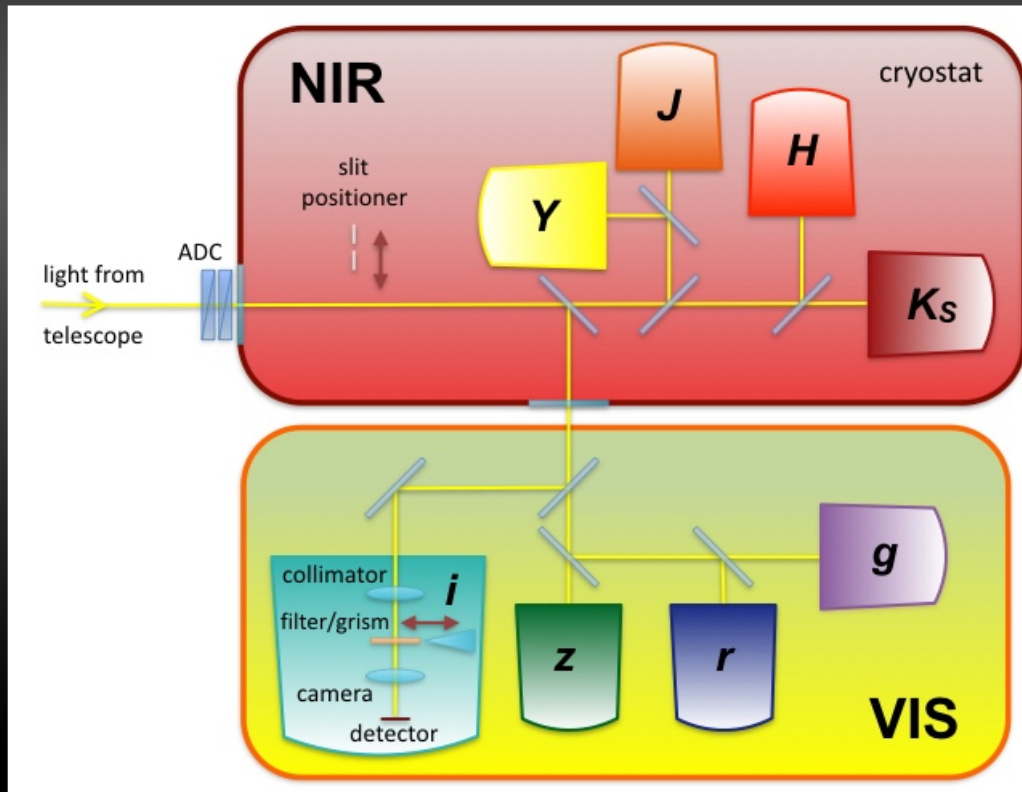 NIR
cryostat
J
H
slit
positioner
Y
ADC
light from
telescope
KS
collimator
i
filter/grism
camera
detector
z
r
g
VIS